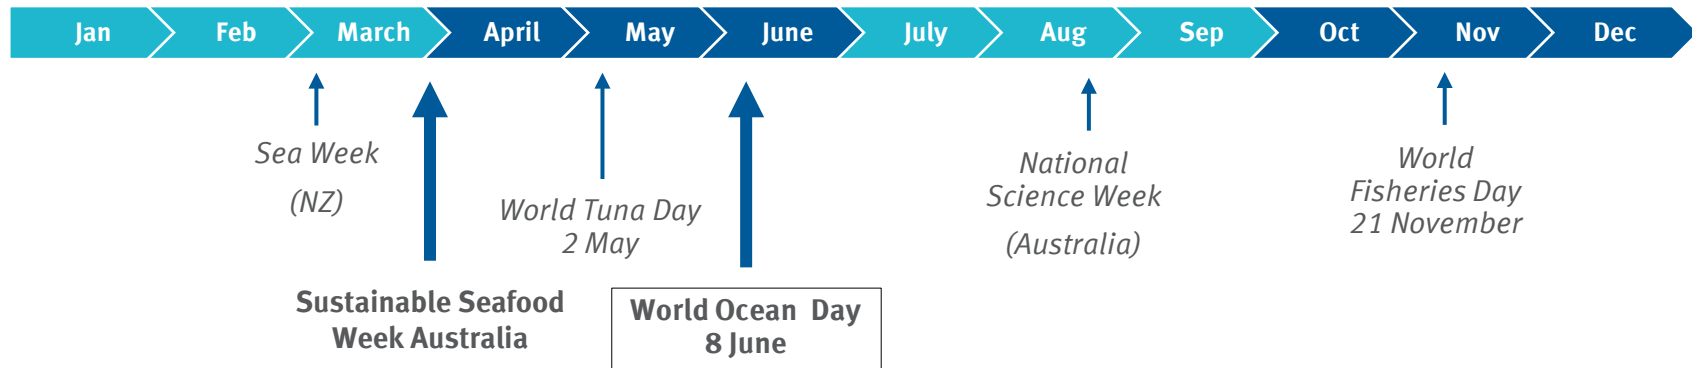 Jan Feb March April May June July Aug Sep Oct Nov Dec
Sea Week
(NZ)
Sustainable Seafood
Week Australia
World Tuna Day
2 May
World Ocean Day
8 June
National
Science Week
(Australia)
World
Fisheries Day
21 November